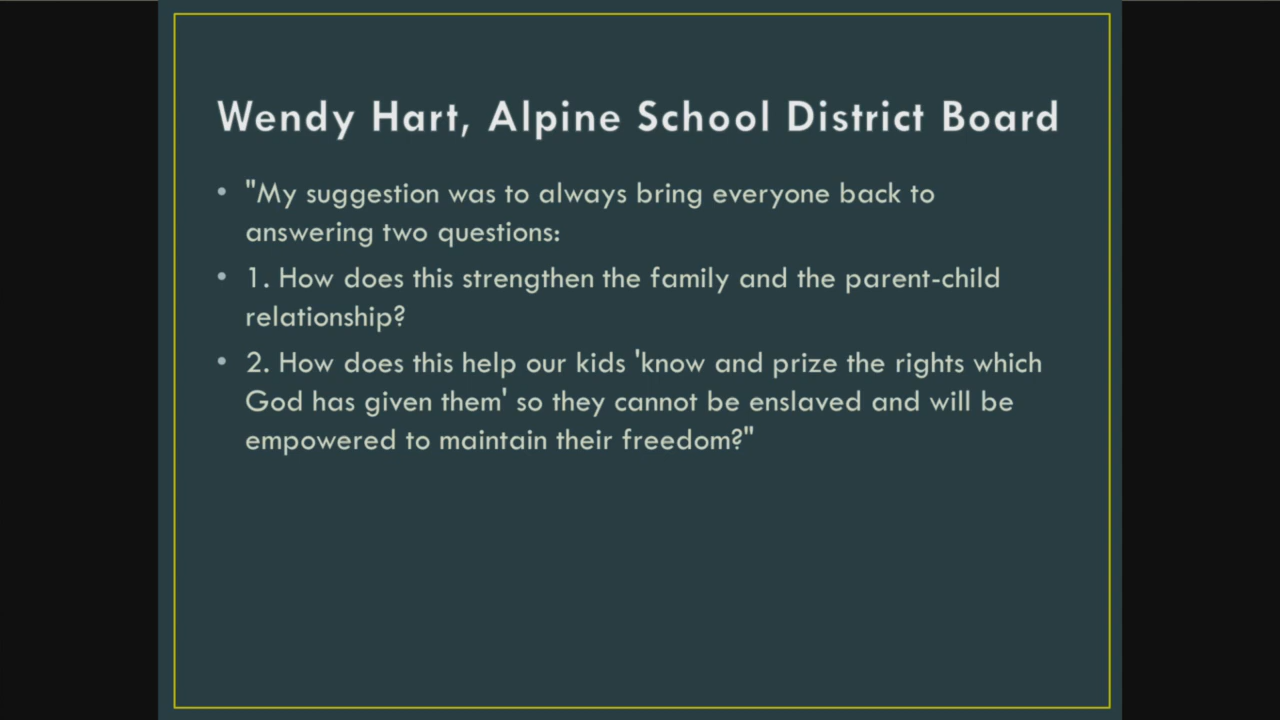 Wendy Hart, Alpine School District Board
• "My suggestion was to always bring everyone back to
answering two questions:
• 1. How does this strengthen the family and the parent-child
relationship?
• 2. How does this help our kids 'know and prize the rights which
God has given them' so they cannot be enslaved and will be
empowered to maintain their freedom?"